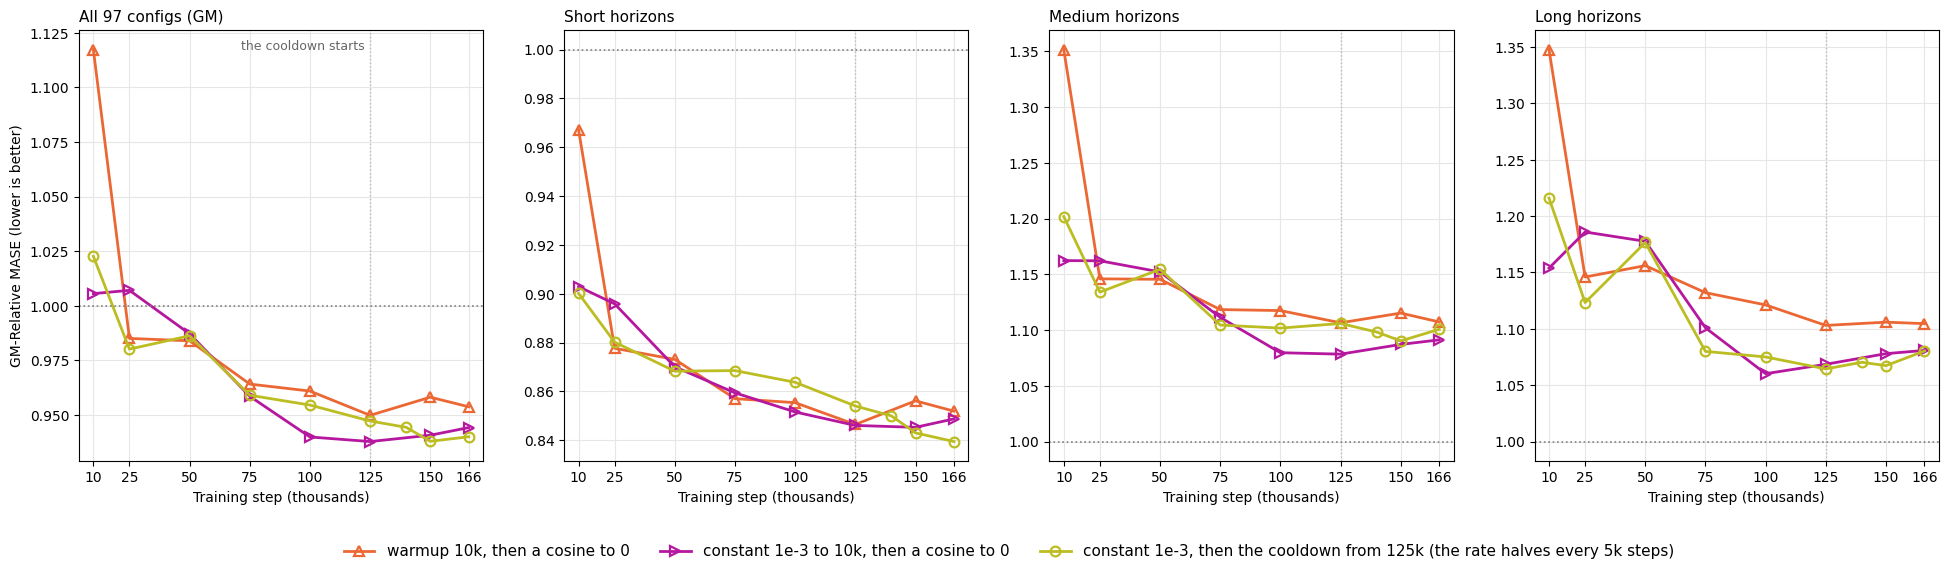 All 97 configs (GM)
Short horizons
Medium horizons
Long horizons
the cooldown starts
GM-Relative MASE (lower is better)
1.125
1.100
1.075
1.050
1.025
1.000
0.975
0.950
10 25 50 75 100 125 150 166
Training step (thousands)
1.00
0.98
0.96
0.94
0.92
0.90
0.88
0.86
0.84
10 25 50 75 100 125 150 166
Training step (thousands)
1.35
1.30
1.25
1.20
1.15
1.10
1.05
1.00
10 25 50 75 100 125 150 166
Training step (thousands)
1.35
1.30
1.25
1.20
1.15
1.10
1.05
1.00
10 25 50 75 100 125 150 166
Training step (thousands)
warmup 10k, then a cosine to 0
constant 1e-3 to 10k, then a cosine to 0
constant 1e-3, then the cooldown from 125k (the rate halves every 5k steps)